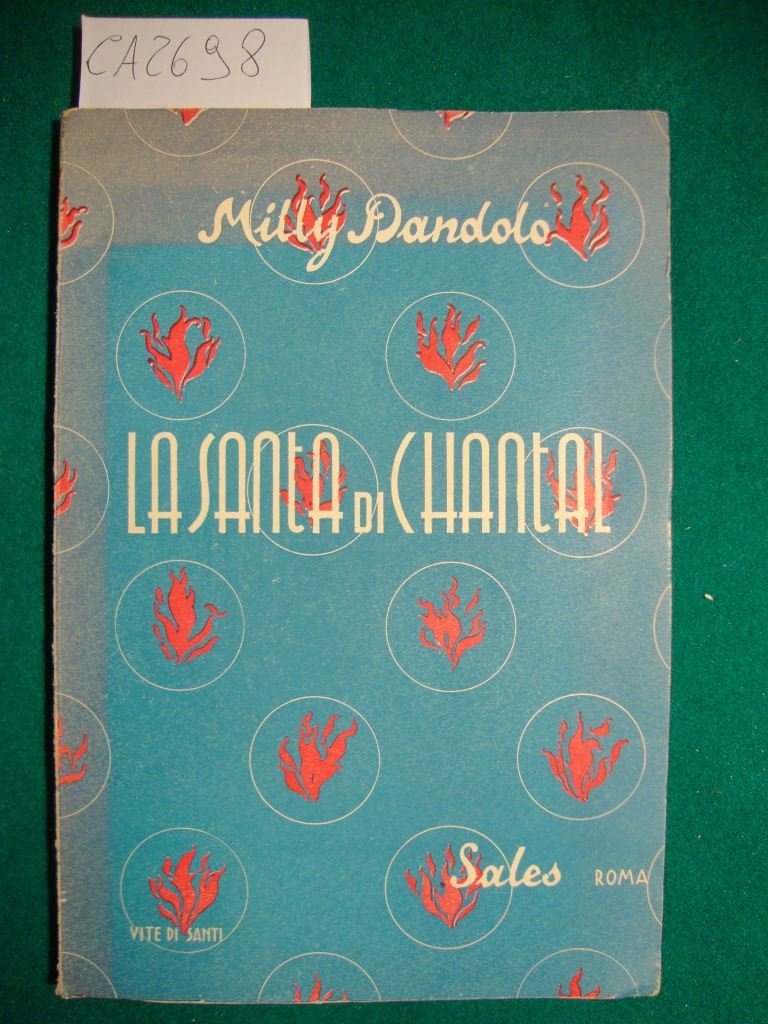 CA2698
Milly Dandolo
LA SANTA DI CHANTAL
Sales ROMA
VITE DI SANTI